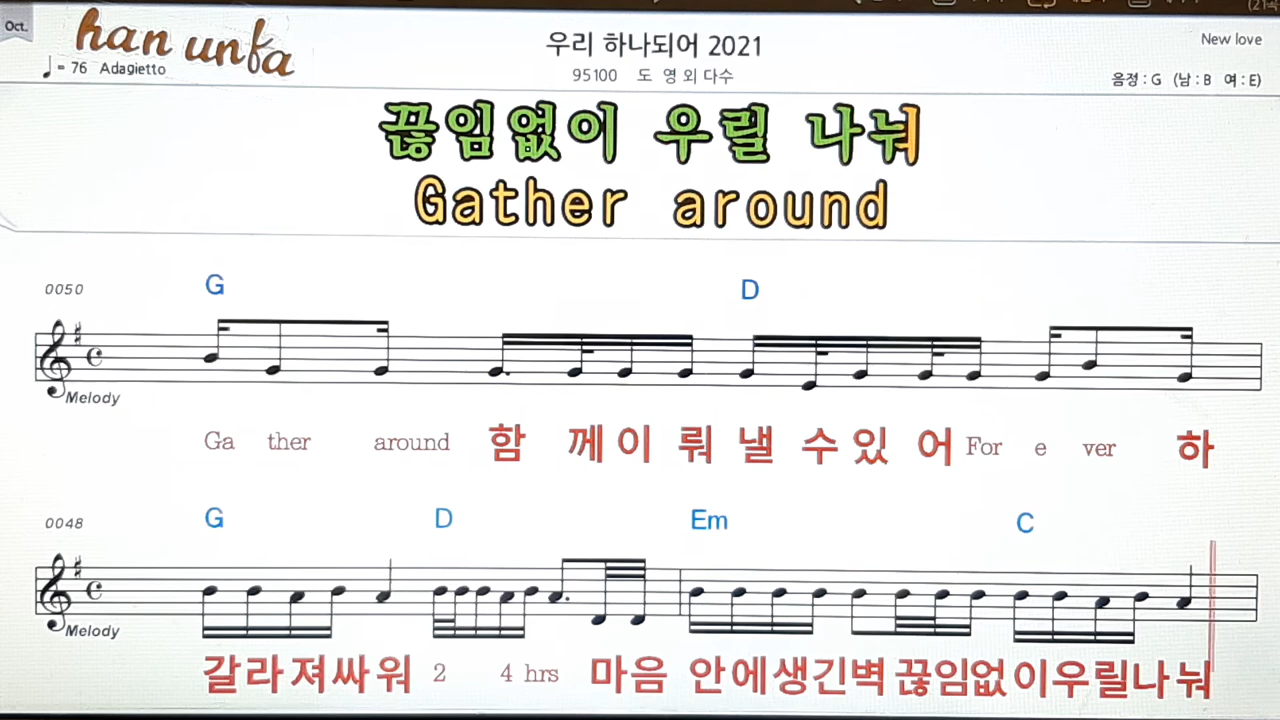 Oct.
han unfa
♩= 76 Adagietto
우리 하나되어 2021
95100 도 영 외 다수
New love
음정 : G (남 : B 여 : E)
끊임없이 우릴 나눠
Gather around
0050
G D
Melody
Ga ther around 함 께 이 뤄 낼 수 있 어 For e ver 하
0048
G D Em C
Melody
갈 라 져 싸 워 2 4 hrs 마 음 안 에 생 긴 벽 끊 임 없 이 우 릴 나 눠